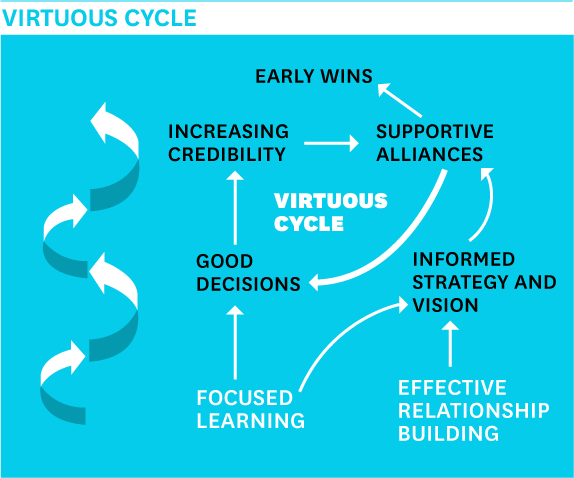 VIRTUOUS CYCLE
EARLY WINS
INCREASING
CREDIBILITY
SUPPORTIVE
ALLIANCES
VIRTUOUS
CYCLE
GOOD
DECISIONS
INFORMED
STRATEGY AND
VISION
FOCUSED
LEARNING
EFFECTIVE
RELATIONSHIP
BUILDING